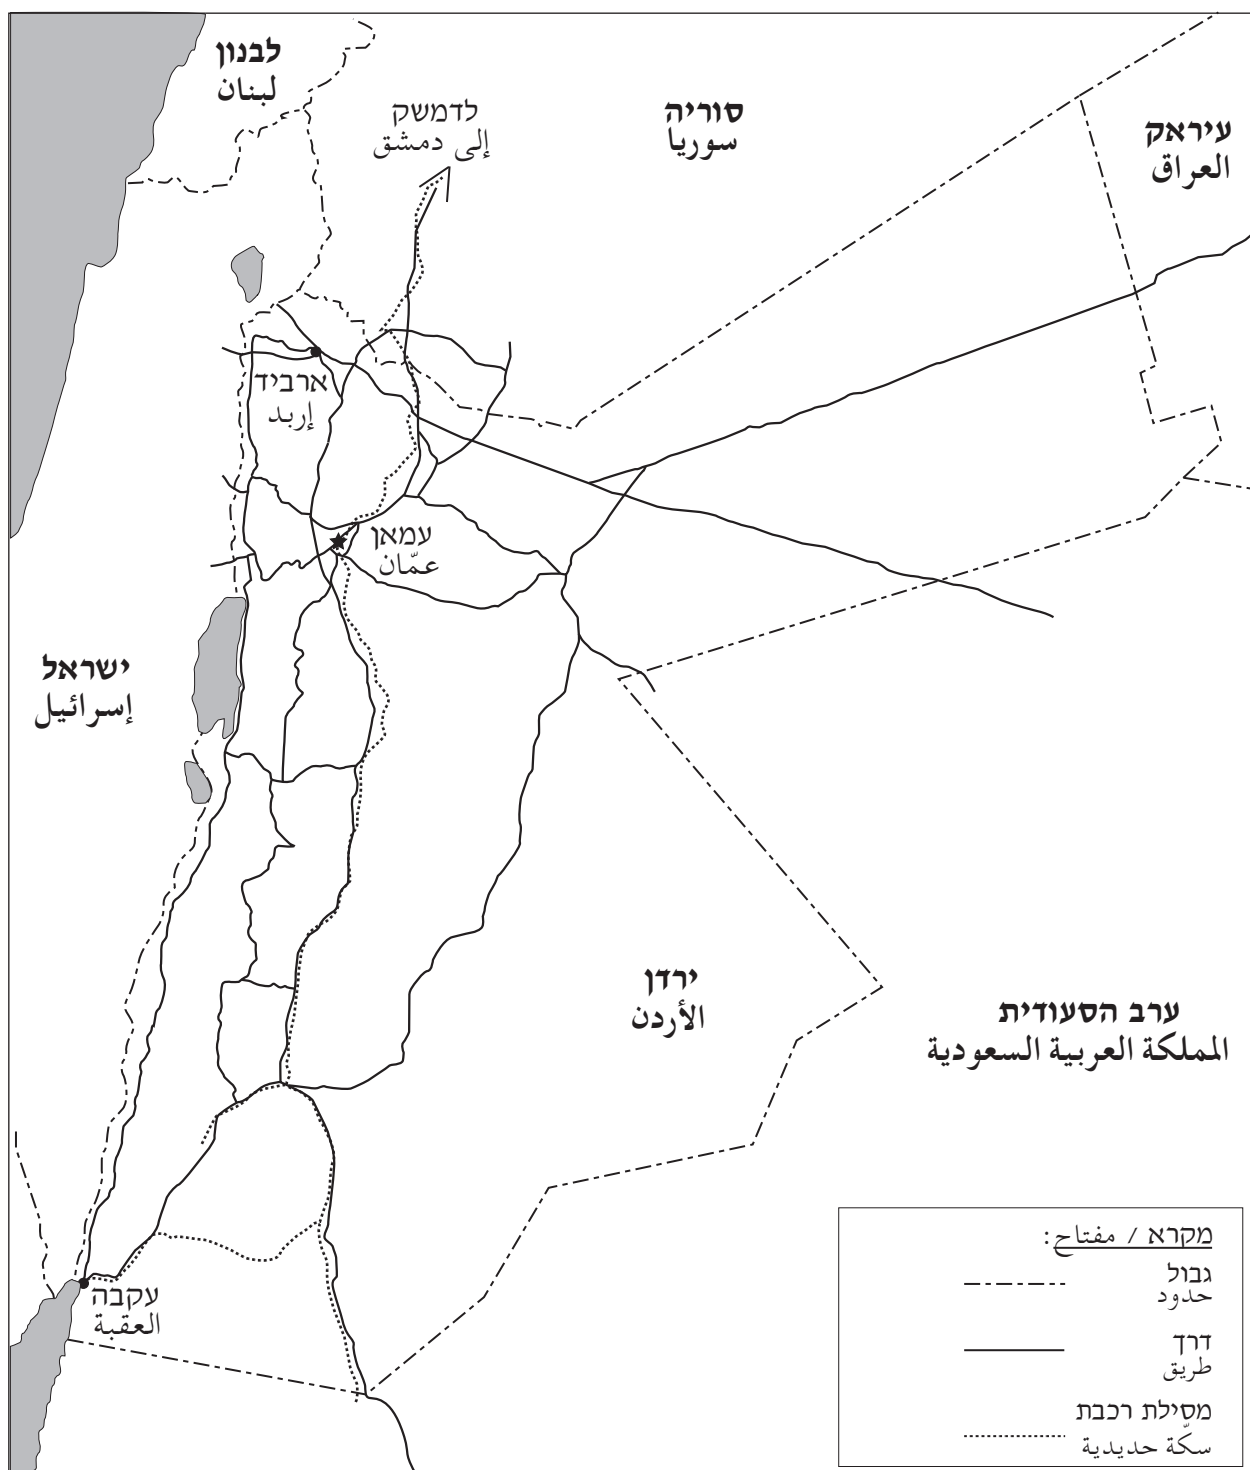 לבנון
لبنان
לדמשק
إلى دمشق
סוריה
سوريا
עיראק
العراق
ארביד
إربد
עמאן
عمّان
ישראל
إسرائيل
ירדן
الأردن
ערב הסעודית
المملكة العربية السعودية
עקבה
العقبة
מקרא / مفتاح:
גבול
حدود
דרך
طريق
מסילת רכבת
سكّة حديدية